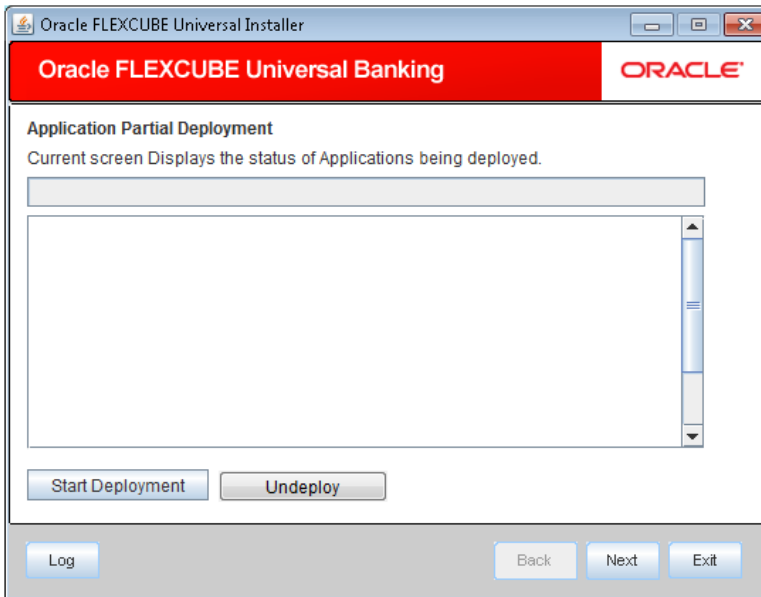 Oracle FLEXCUBE Universal Installer
Oracle FLEXCUBE Universal Banking
ORACLE'
Application Partial Deployment
Current screen Displays the status of Applications being deployed.
Start Deployment
Undeploy
Log
Back
Next
Exit